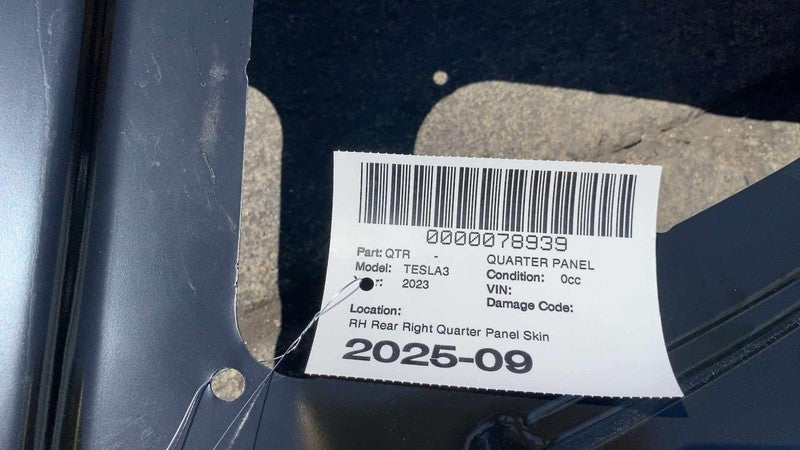 0000078939
Part: QTR - QUARTER PANEL
Model: TESLA3 Condition: 0cc
2023 VIN:
Damage Code:
Location:
RH Rear Right Quarter Panel Skin
2025-09